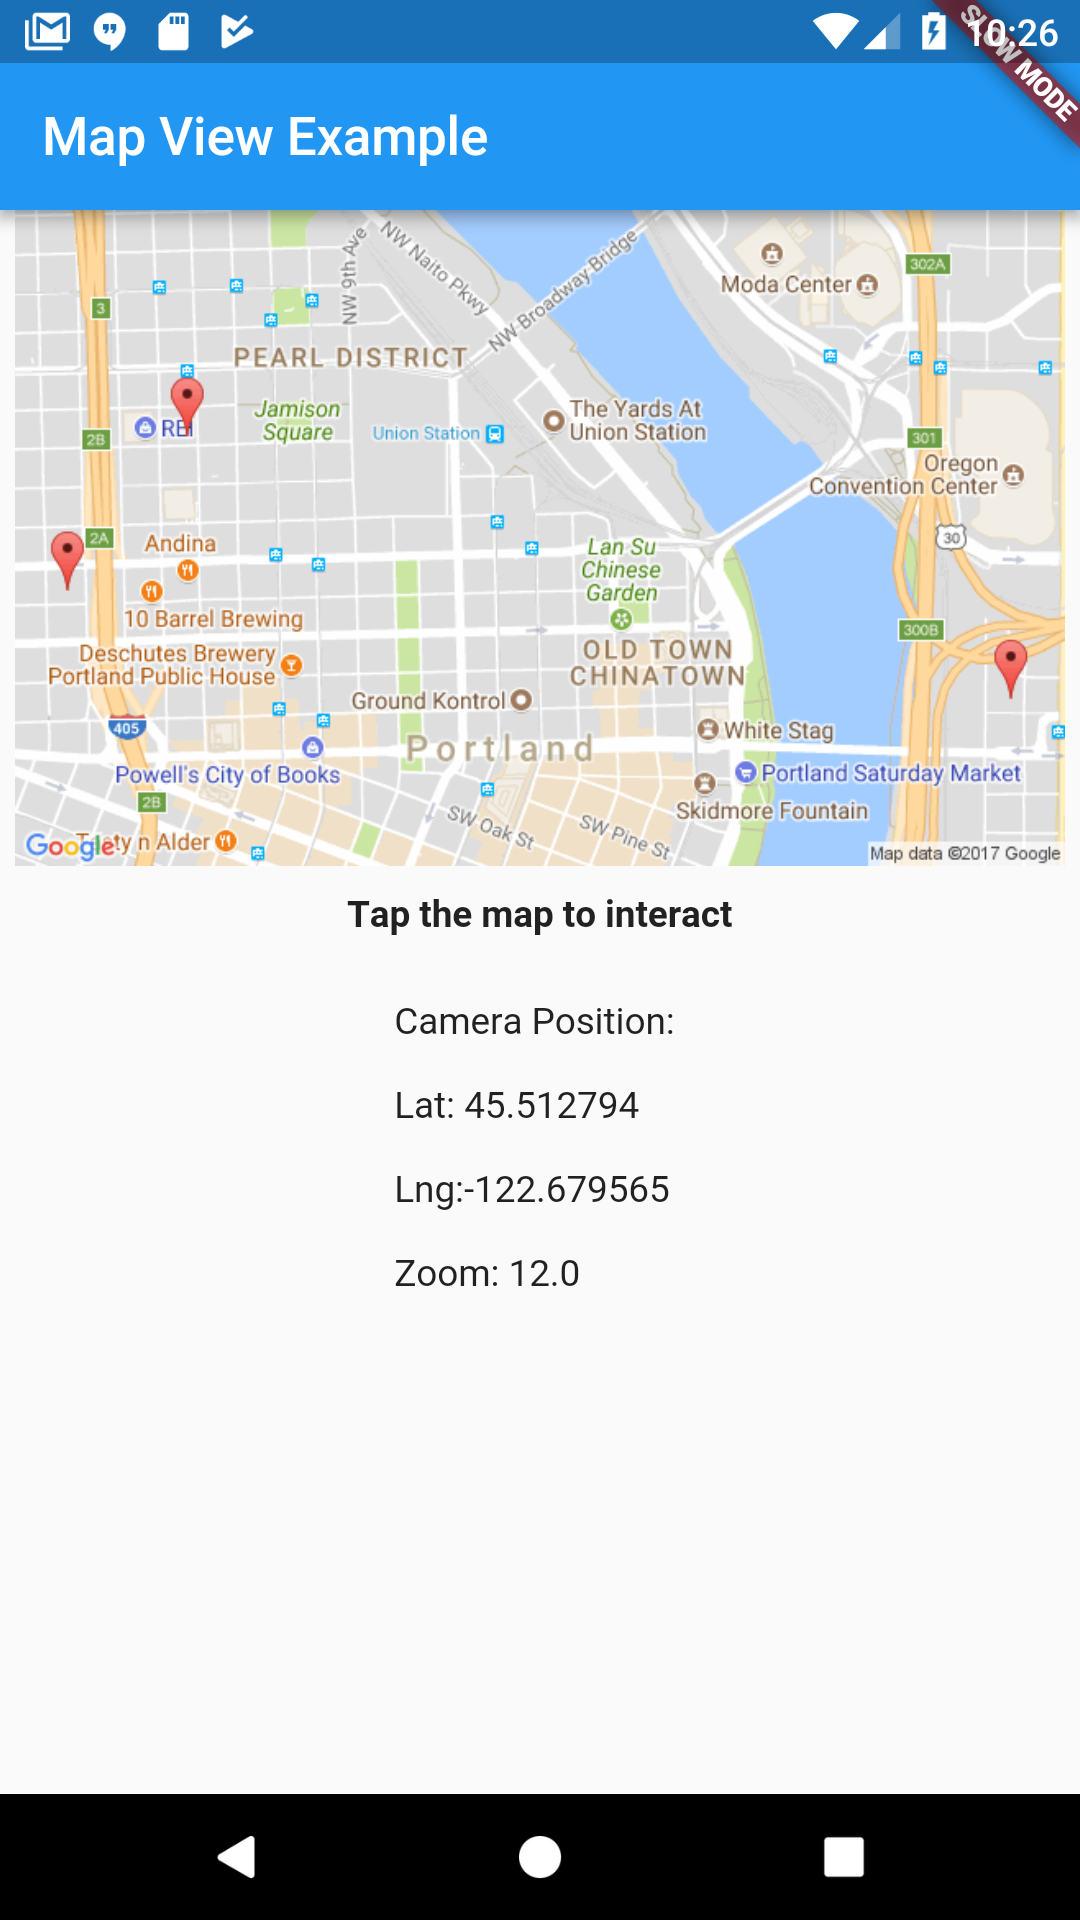 10:26
SLOW MODE
Map View Example
NW 9th Ave
NW Naito Pkwy
NW Broadway Bridge
Moda Center
302A
3
PEARL DISTRICT
Jamison
Square
REI
2B
Union Station
The Yards At
Union Station
301
Oregon
Convention Center
30
2A
Andina
10 Barrel Brewing
Lan Su
Chinese
Garden
300B
Deschutes Brewery
Portland Public House
OLD TOWN
CHINATOWN
Ground Kontrol
405
White Stag
Portland
Powell's City of Books
Portland Saturday Market
2B
Skidmore Fountain
SW Oak St
SW Pine St
Google
ty n Alder
Map data ©2017 Google
Tap the map to interact
Camera Position:
Lat: 45.512794
Lng:-122.679565
Zoom: 12.0